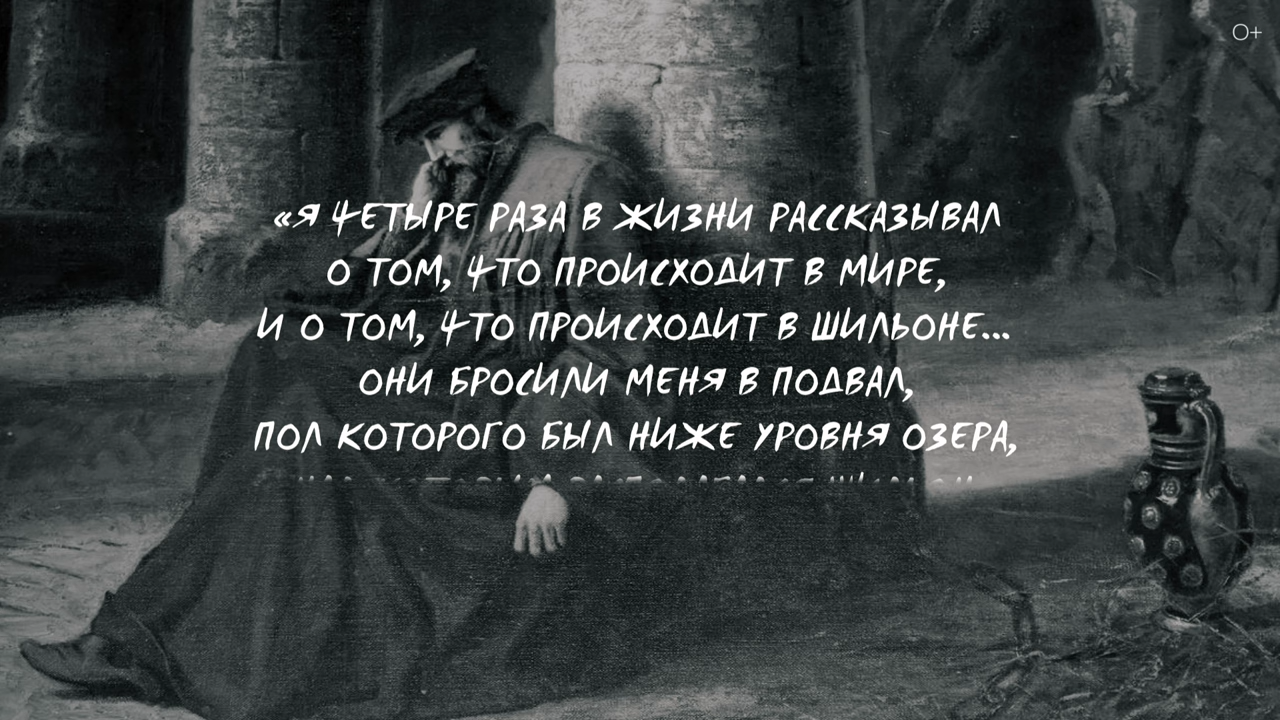 0+
«Я ЧЕТЫРЕ РАЗА В ЖИЗНИ РАССКАЗЫВАЛ
О ТОМ, ЧТО ПРОИСХОДИТ В МИРЕ,
И О ТОМ, ЧТО ПРОИСХОДИТ В ШИЛЬОНЕ...
ОНИ БРОСИЛИ МЕНЯ В ПОДВАЛ,
ПОЛ КОТОРОГО БЫЛ НИЖЕ УРОВНЯ ОЗЕРА,